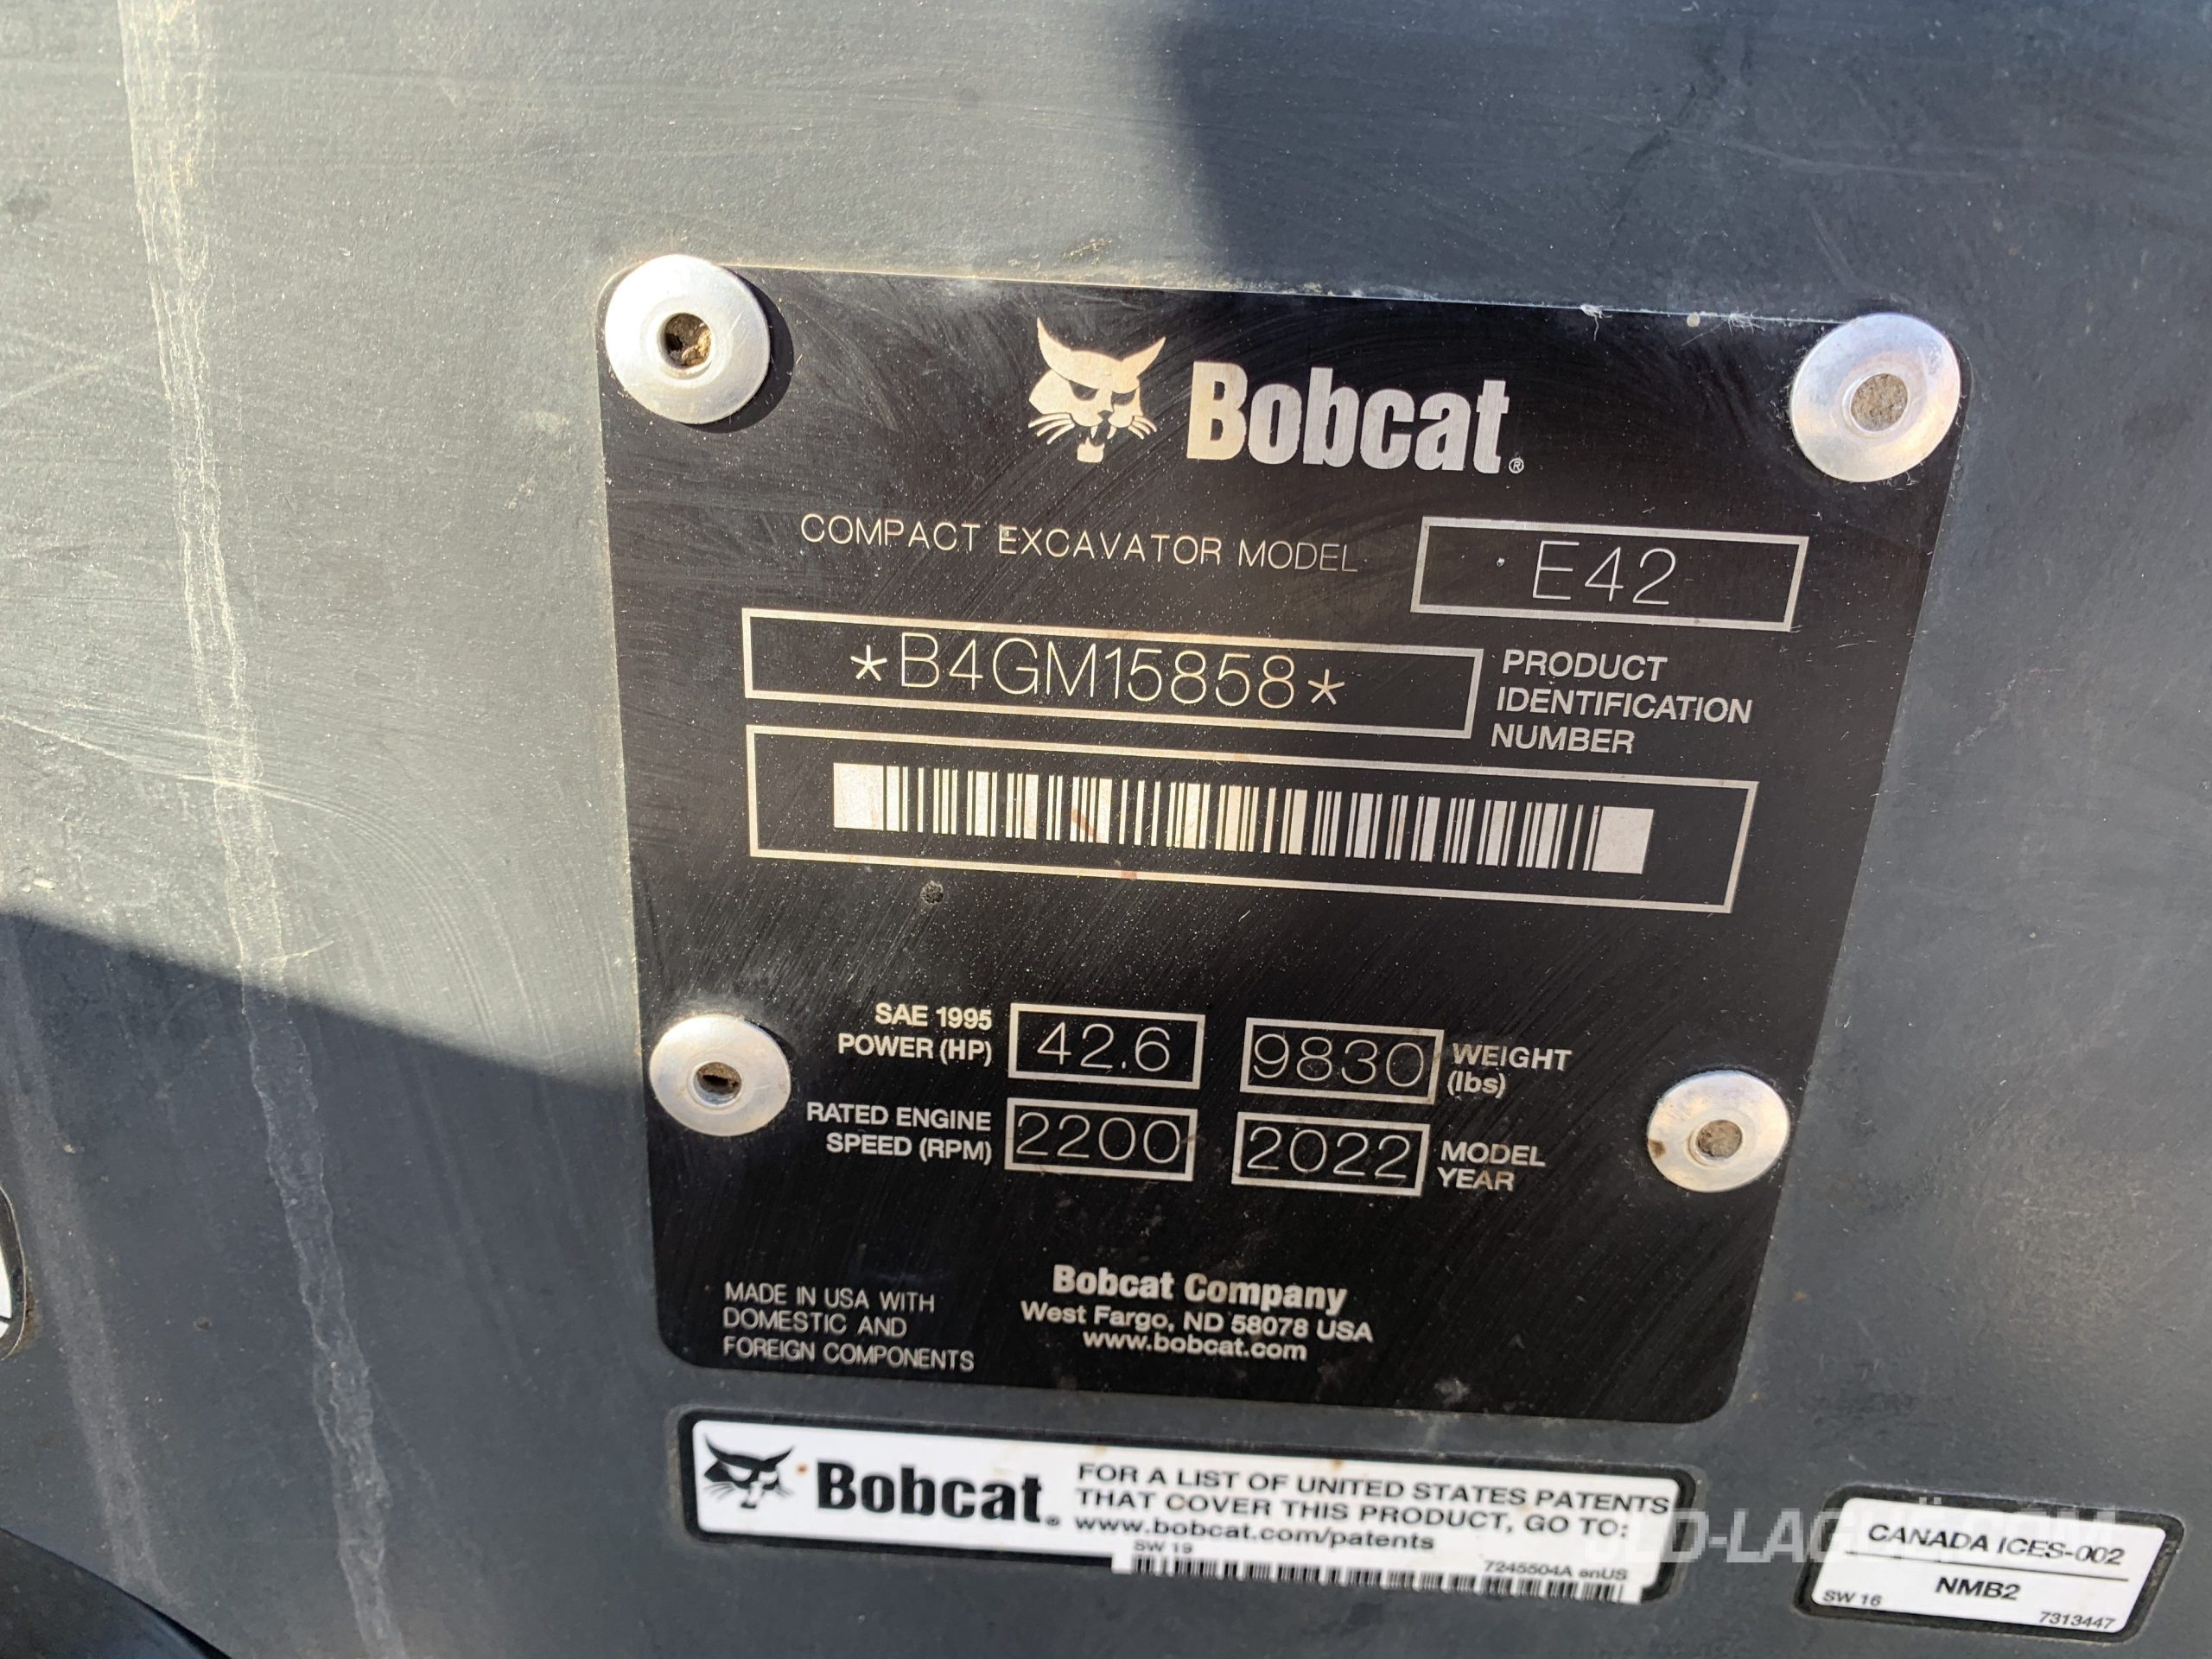 Bobcat®
COMPACT EXCAVATOR MODEL E42
*B4GM15858*
PRODUCT
IDENTIFICATION
NUMBER
SAE 1995
POWER (HP) 42.6
9830 WEIGHT
(lbs)
RATED ENGINE
SPEED (RPM) 2200
2022 MODEL
YEAR
MADE IN USA WITH
DOMESTIC AND
FOREIGN COMPONENTS
Bobcat Company
West Fargo, ND 58078 USA
www.bobcat.com
Bobcat®
FOR A LIST OF UNITED STATES PATENTS
THAT COVER THIS PRODUCT, GO TO:
www.bobcat.com/patents
SW 19
7245504A enUS
CANADA ICES-002
NMB2
SW 16
7313447